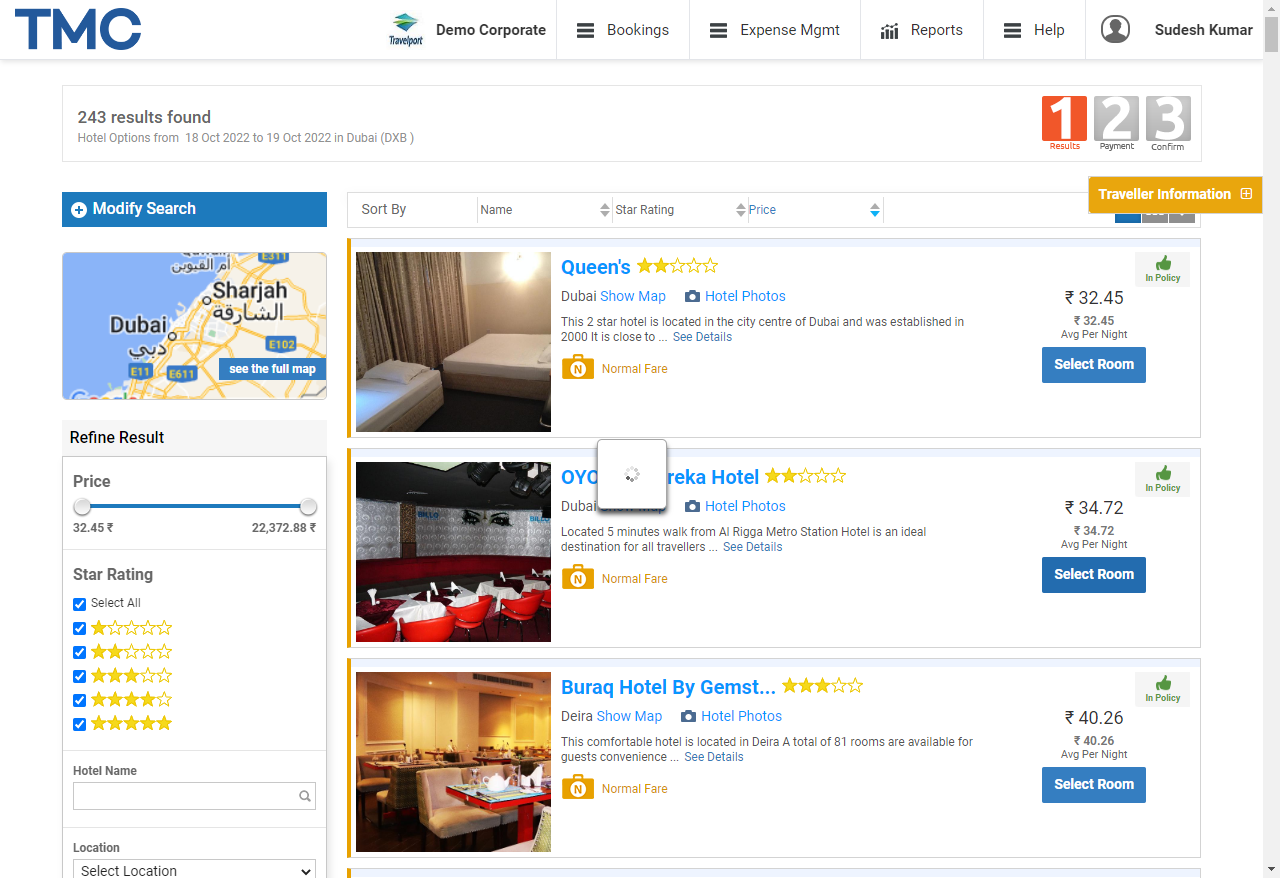 TMC
Travelport
Demo Corporate
Bookings
Expense Mgmt
Reports
Help
Sudesh Kumar
243 results found
Hotel Options from 18 Oct 2022 to 19 Oct 2022 in Dubai (DXB )
1 2 3
Results Payment Confirm
Modify Search
Sort By Name Star Rating Price
Traveller Information
E311
أم القيوين
Sharjah
الشارقة
Dubai
دبي
E102
E11
E611
see the full map
Refine Result
Price
32.45 ₹ 22,372.88 ₹
Star Rating
Select All
Hotel Name
Location
Select Location
Queen's
Dubai Show Map Hotel Photos
This 2 star hotel is located in the city centre of Dubai and was established in
2000 It is close to ... See Details
N Normal Fare
In Policy
₹ 32.45
₹ 32.45
Avg Per Night
Select Room
OYO reka Hotel
Dubai Hotel Photos
Located 5 minutes walk from Al Rigga Metro Station Hotel is an ideal
destination for all travellers ... See Details
N Normal Fare
In Policy
₹ 34.72
₹ 34.72
Avg Per Night
Select Room
Buraq Hotel By Gemst...
Deira Show Map Hotel Photos
This comfortable hotel is located in Deira A total of 81 rooms are available for
guests convenience ... See Details
N Normal Fare
In Policy
₹ 40.26
₹ 40.26
Avg Per Night
Select Room